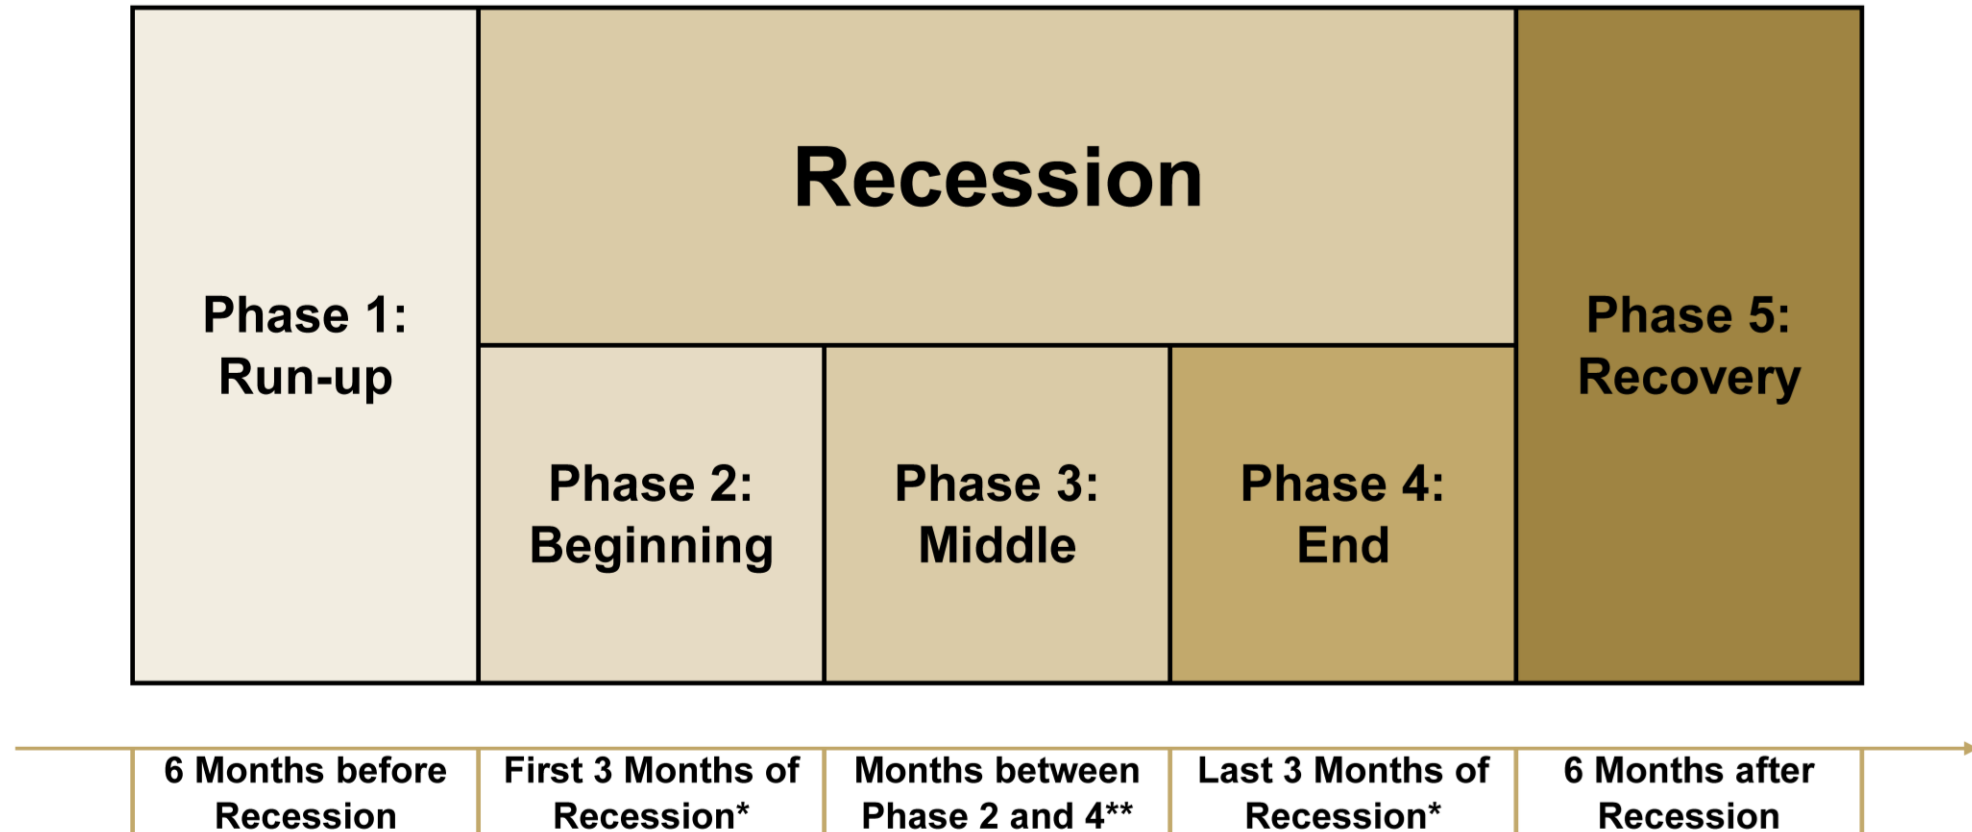 Recession
Phase 1:
Run-up
Phase 5:
Recovery
Phase 2:
Beginning
Phase 3:
Middle
Phase 4:
End
6 Months before
Recession
First 3 Months of
Recession*
Months between
Phase 2 and 4**
Last 3 Months of
Recession*
6 Months after
Recession